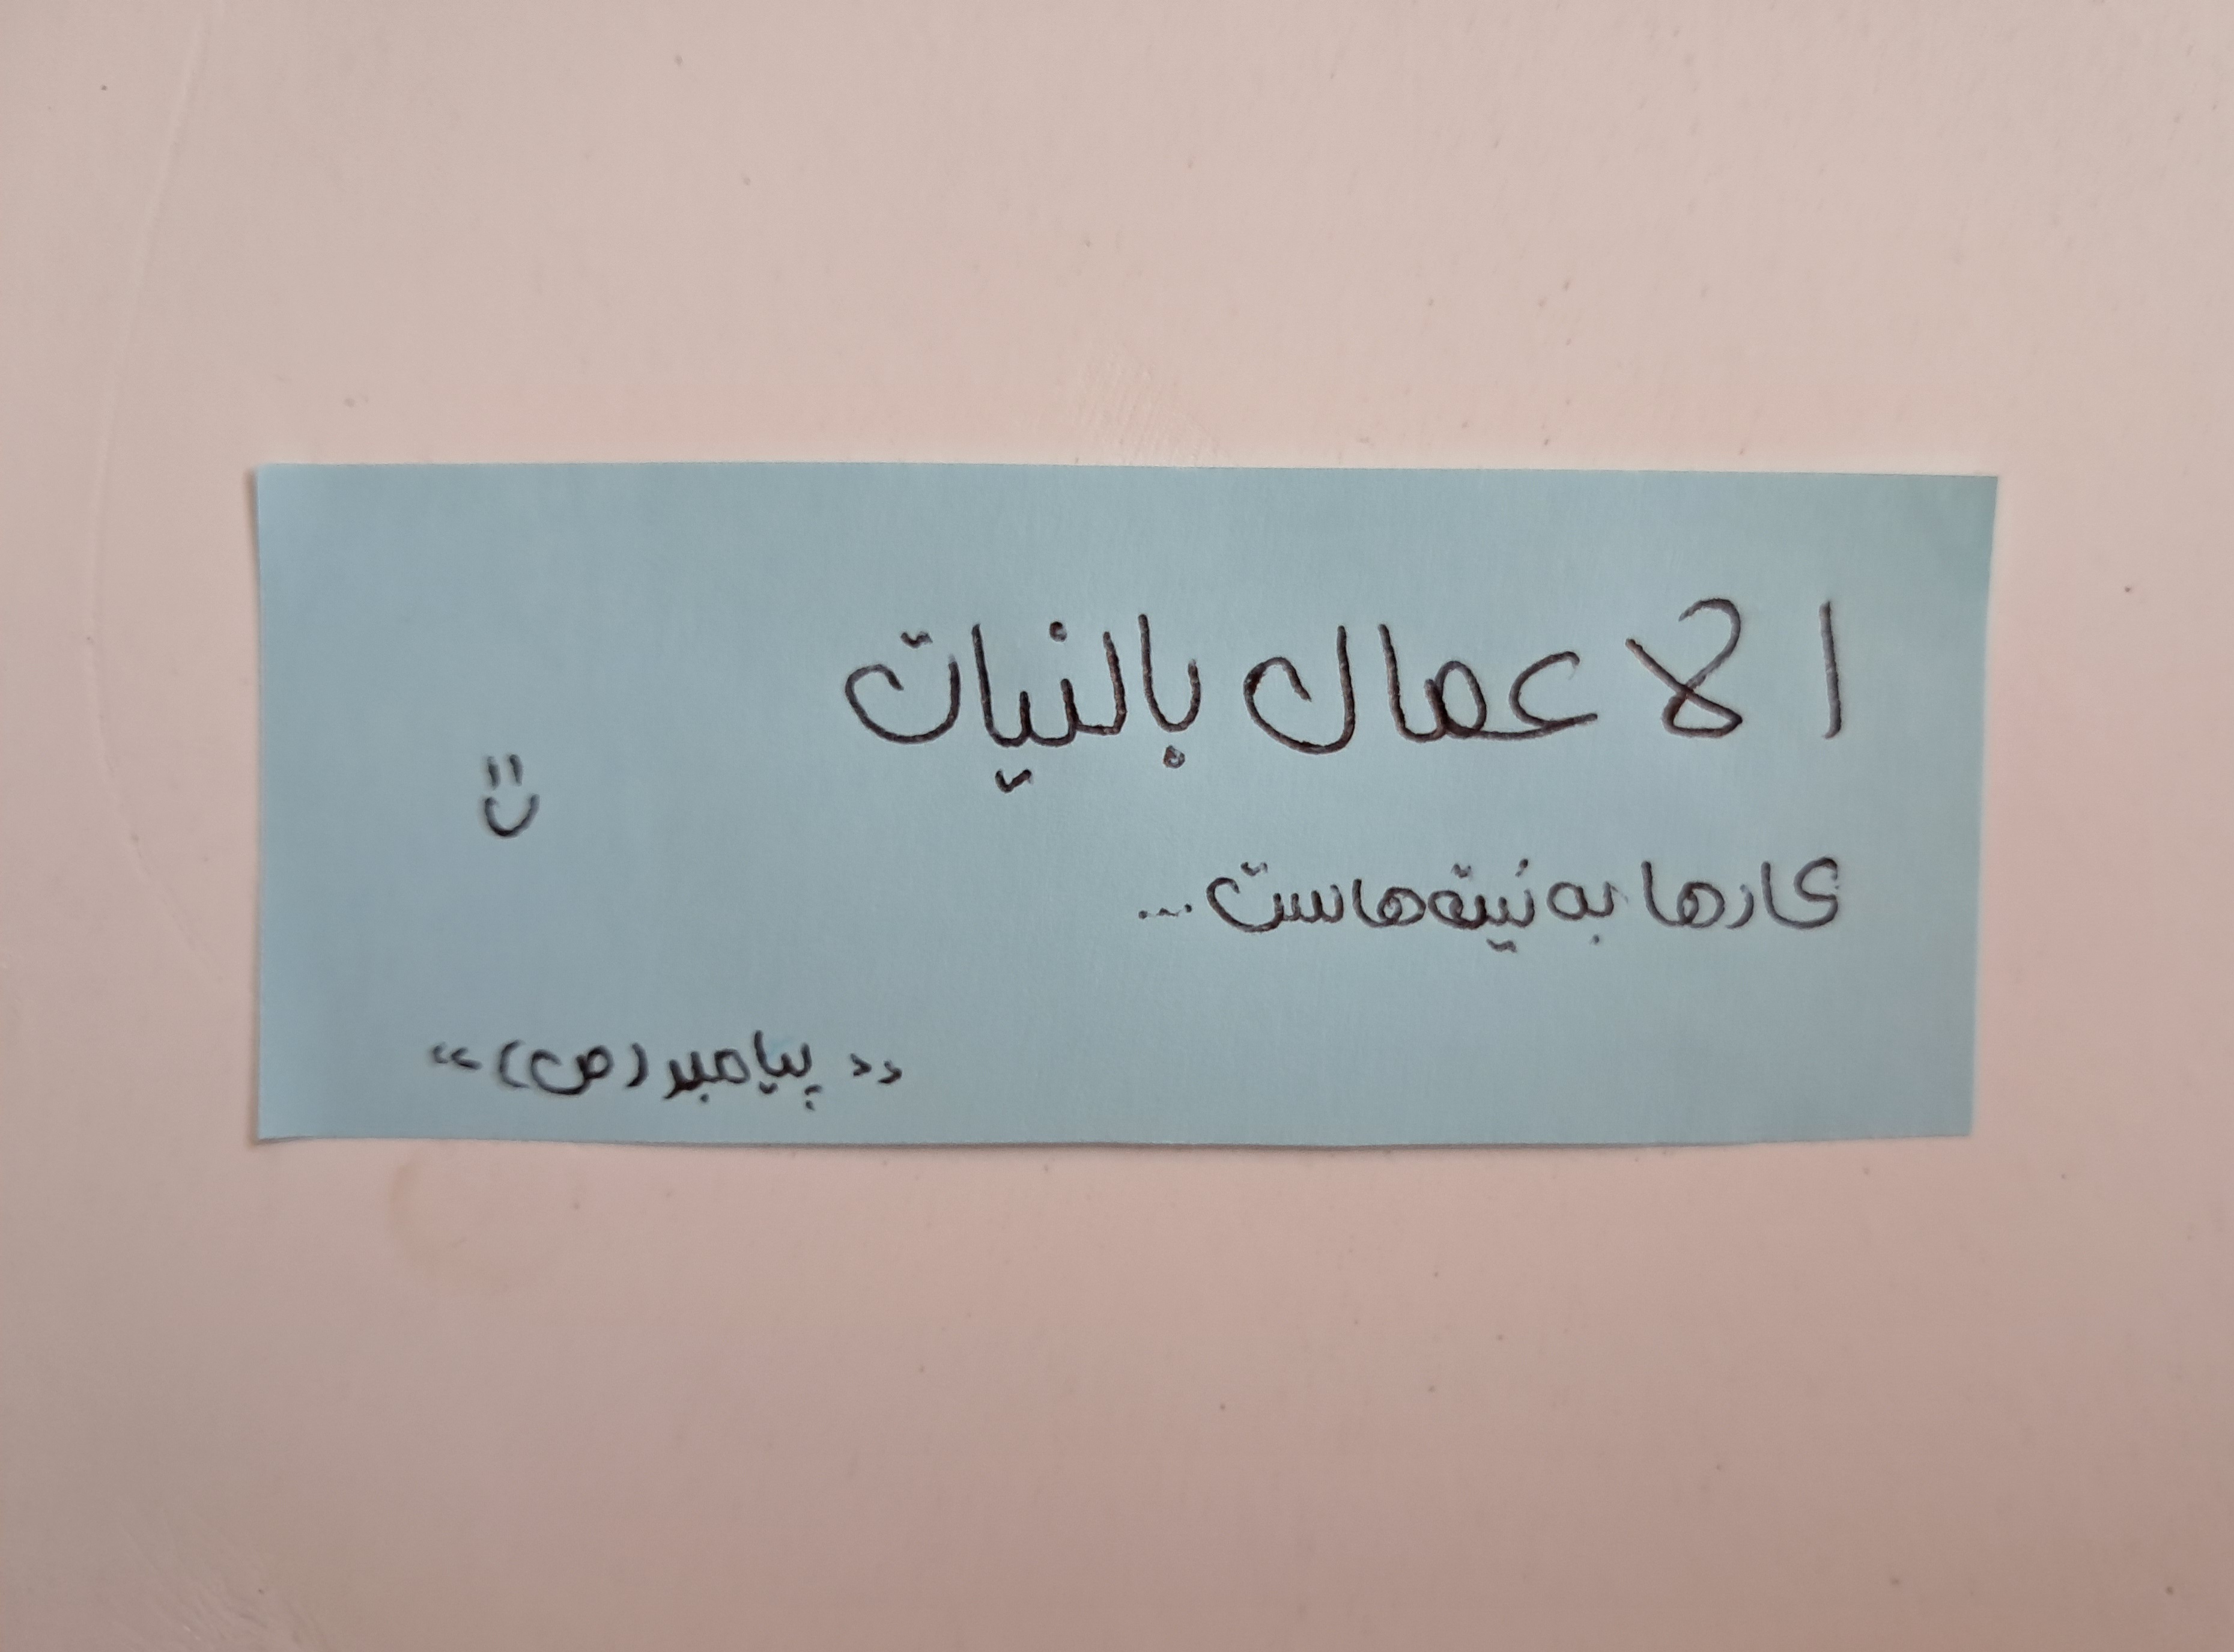 الاعمال بالنیات
کارها به نیت‌هاست...
«پیامبر (ص)»